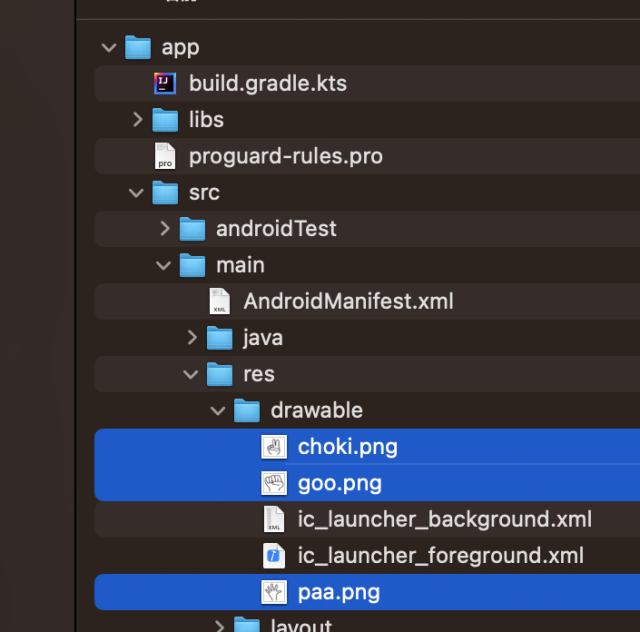 app
build.gradle.kts
libs
proguard-rules.pro
src
androidTest
main
AndroidManifest.xml
java
res
drawable
choki.png
goo.png
ic_launcher_background.xml
ic_launcher_foreground.xml
paa.png
layout